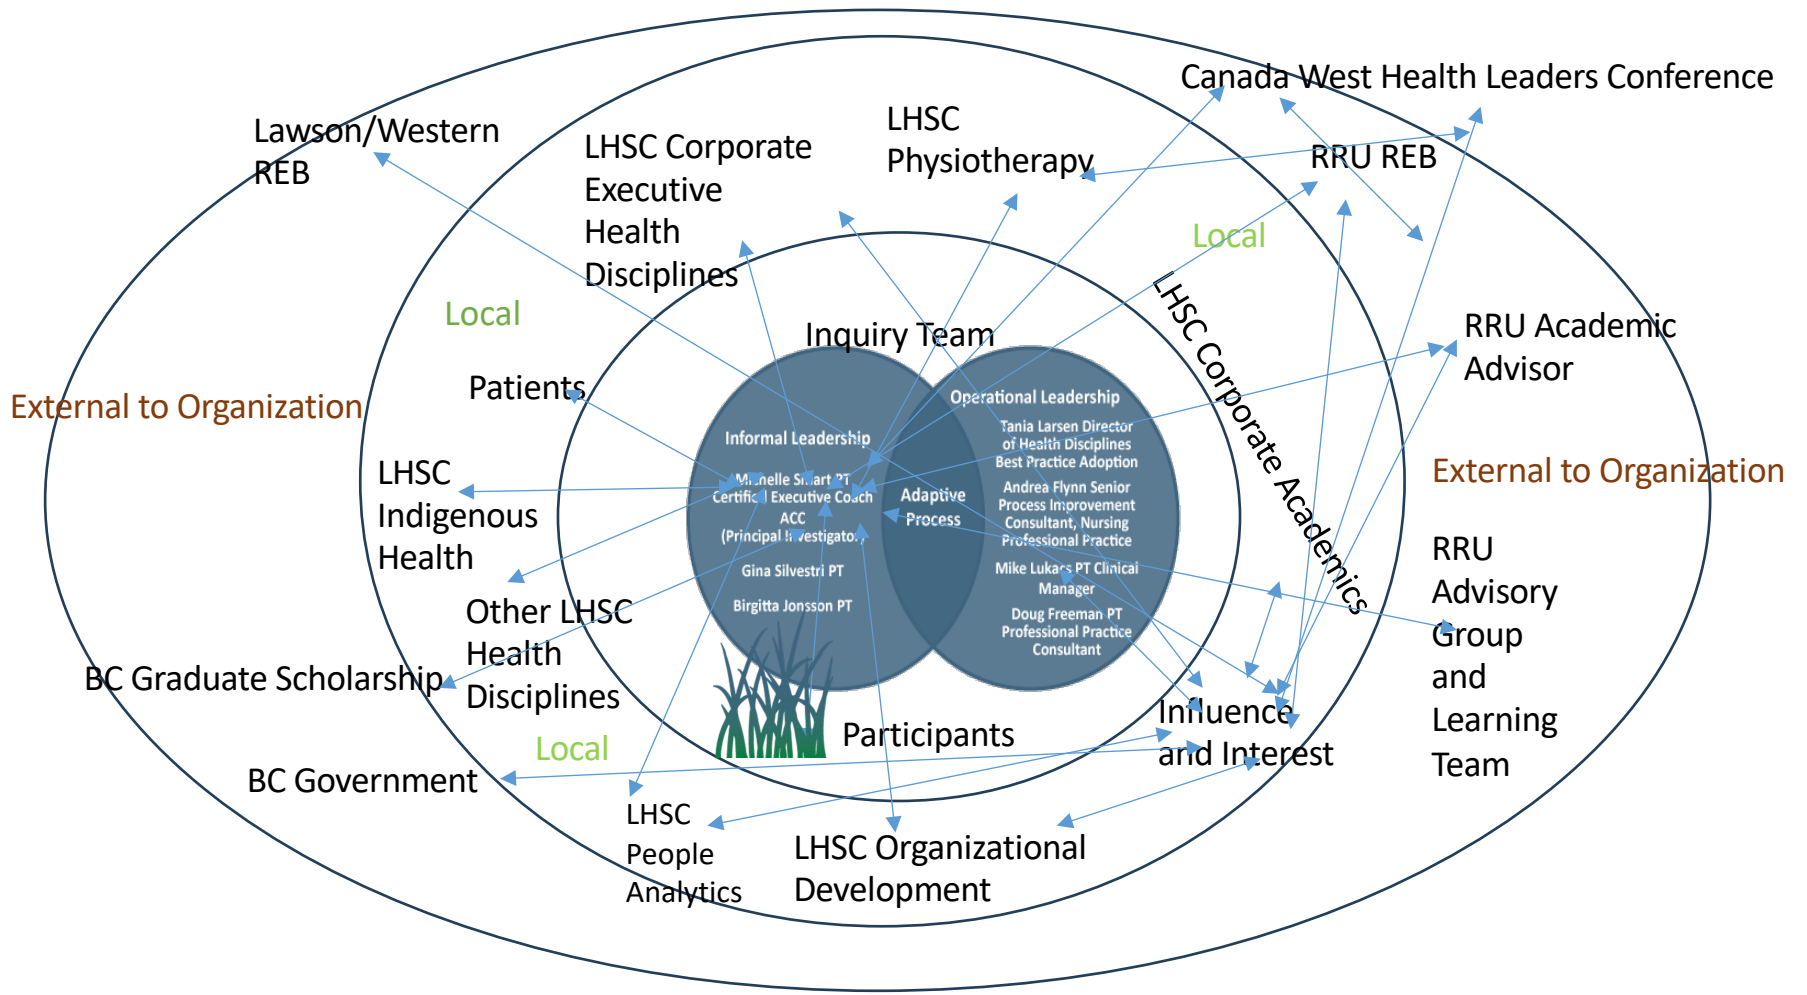 Canada West Health Leaders Conference
Lawson/Western
REB
LHSC Corporate
Executive
Health
Disciplines
LHSC
Physiotherapy
RRU REB
Local
Local
LHSC Corporate Academics
RRU Academic
Advisor
Inquiry Team
Patients
External to Organization
External to Organization
Informal Leadership
Michelle Smart PT
Certified Executive Coach
ACC
(Principal Investigator)
Gina Silvestri PT
Birgitta Jonsson PT
Adaptive
Process
Operational Leadership
Tania Larsen Director
of Health Disciplines
Best Practice Adoption
Andrea Flynn Senior
Process Improvement
Consultant, Nursing
Professional Practice
Mike Lukacs PT Clinical
Manager
Doug Freeman PT
Professional Practice
Consultant
LHSC
Indigenous
Health
Other LHSC
Health
Disciplines
RRU
Advisory
Group
and
Learning
Team
BC Graduate Scholarship
Local
Participants
Influence
and Interest
BC Government
LHSC
People
Analytics
LHSC Organizational
Development